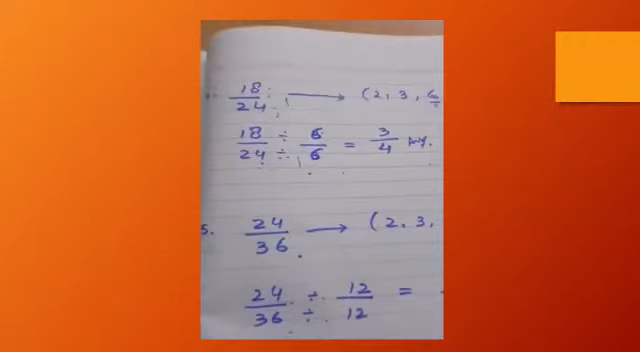 18/24 → (2, 3, 6
18/24 ÷ 6/6 = 3/4
5. 24/36 → (2, 3,
24/36 ÷ 12/12 =